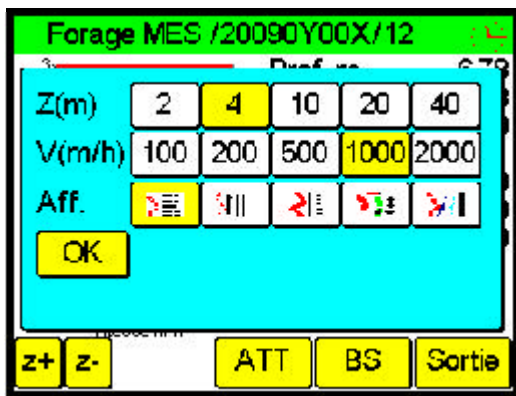 Forage MES /20090Y00X/12
Z(m) 2 4 10 20 40
V(m/h) 100 200 500 1000 2000
Aff.
OK
z+ z- ATT BS Sortie